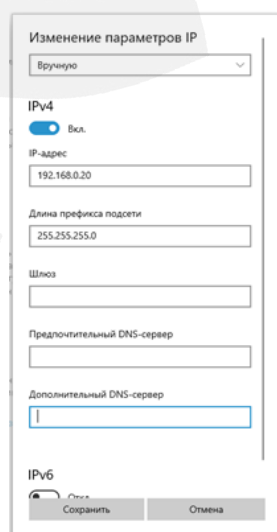 Изменение параметров IP
Вручную
IPv4
Вкл.
IP-адрес
192.168.0.20
Длина префикса подсети
255.255.255.0
Шлюз
Предпочтительный DNS-сервер
Дополнительный DNS-сервер
IPv6
Откл.
Сохранить
Отмена